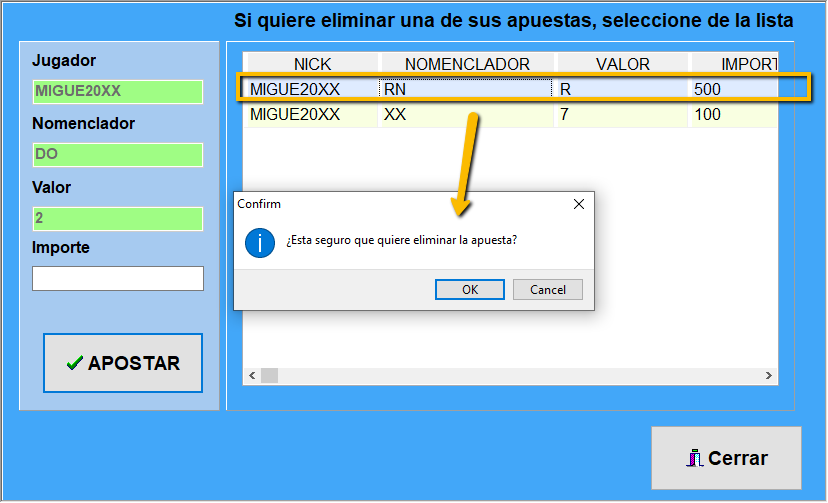 Si quiere eliminar una de sus apuestas, seleccione de la lista
Jugador
MIGUE20XX
Nomenclador
DO
Valor
2
Importe
APOSTAR
NICK NOMENCLADOR VALOR IMPORT
MIGUE20XX RN R 500
MIGUE20XX XX 7 100
Confirm
¿Esta seguro que quiere eliminar la apuesta?
OK Cancel
Cerrar